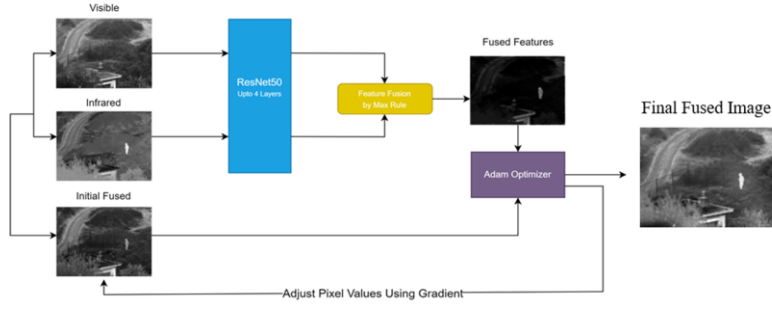 Visible
ResNet50
Upto 4 Layers
Infrared
Feature Fusion
by Max Rule
Fused Features
Final Fused Image
Adam Optimizer
Initial Fused
Adjust Pixel Values Using Gradient